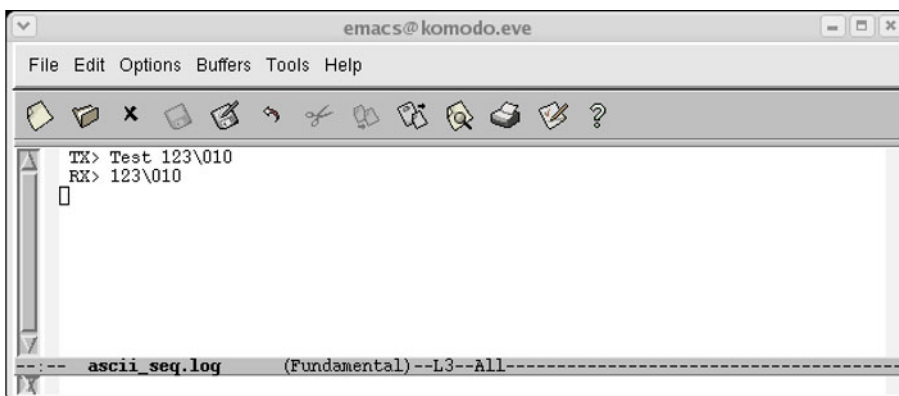 emacs@komodo.eve
File Edit Options Buffers Tools Help
TX> Test 123\010
RX> 123\010
--:-- ascii_seq.log (Fundamental)--L3--All----------------------------------------